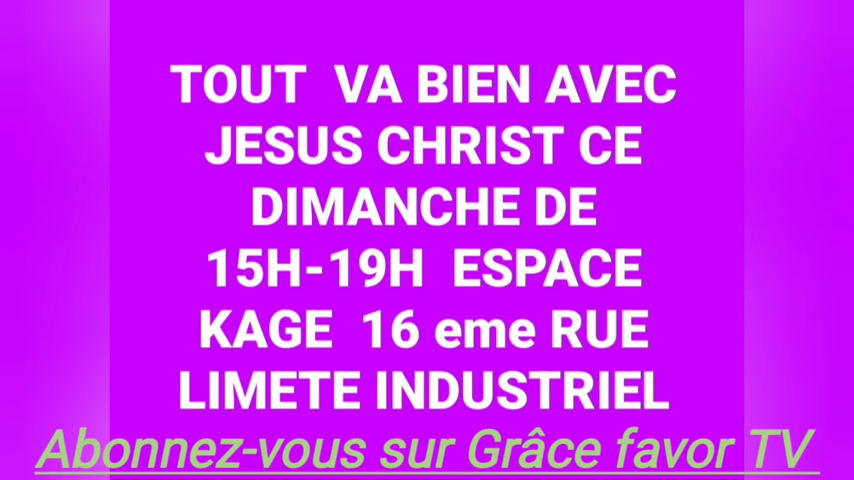 TOUT VA BIEN AVEC
JESUS CHRIST CE
DIMANCHE DE
15H-19H ESPACE
KAGE 16 eme RUE
LIMETE INDUSTRIEL
Abonnez-vous sur Grâce favor TV